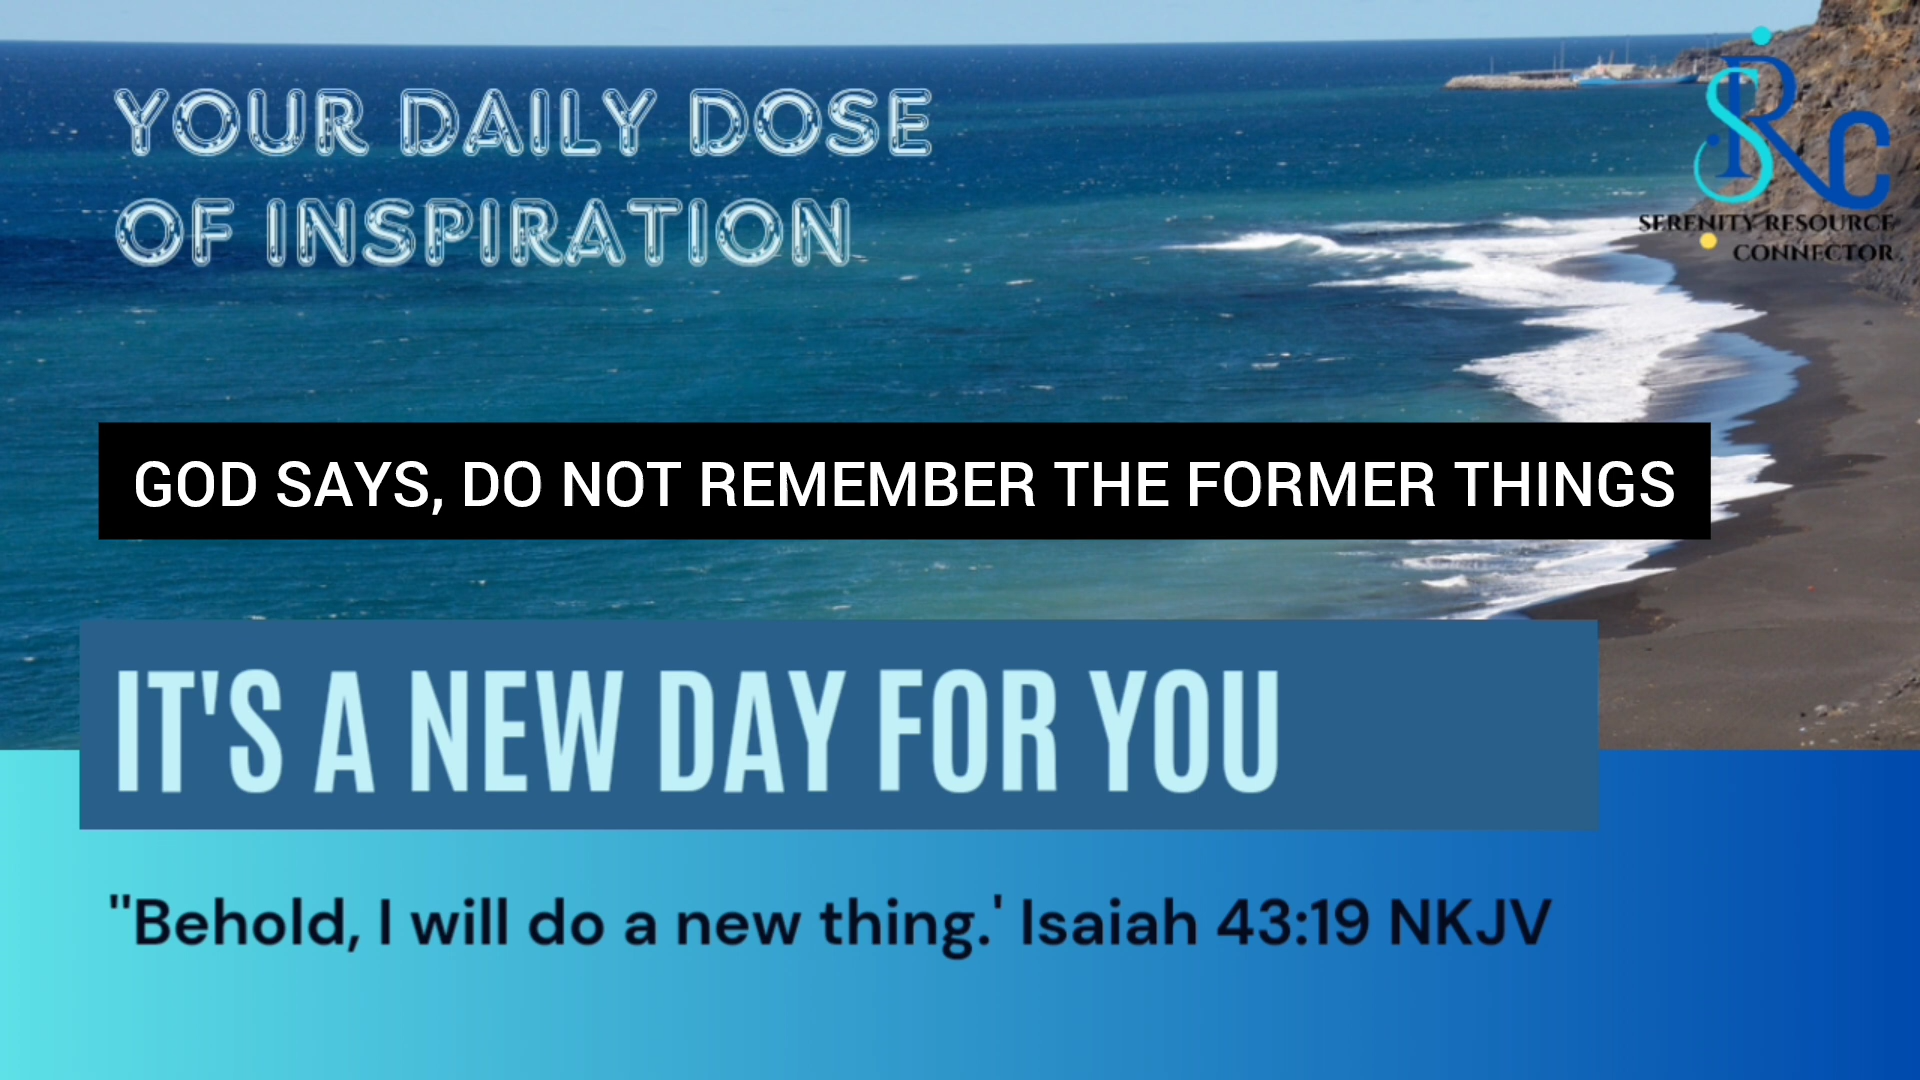 YOUR DAILY DOSE
OF INSPIRATION
SRC
SERENITY RESOURCE
CONNECTOR
GOD SAYS, DO NOT REMEMBER THE FORMER THINGS
IT'S A NEW DAY FOR YOU
"Behold, I will do a new thing.' Isaiah 43:19 NKJV